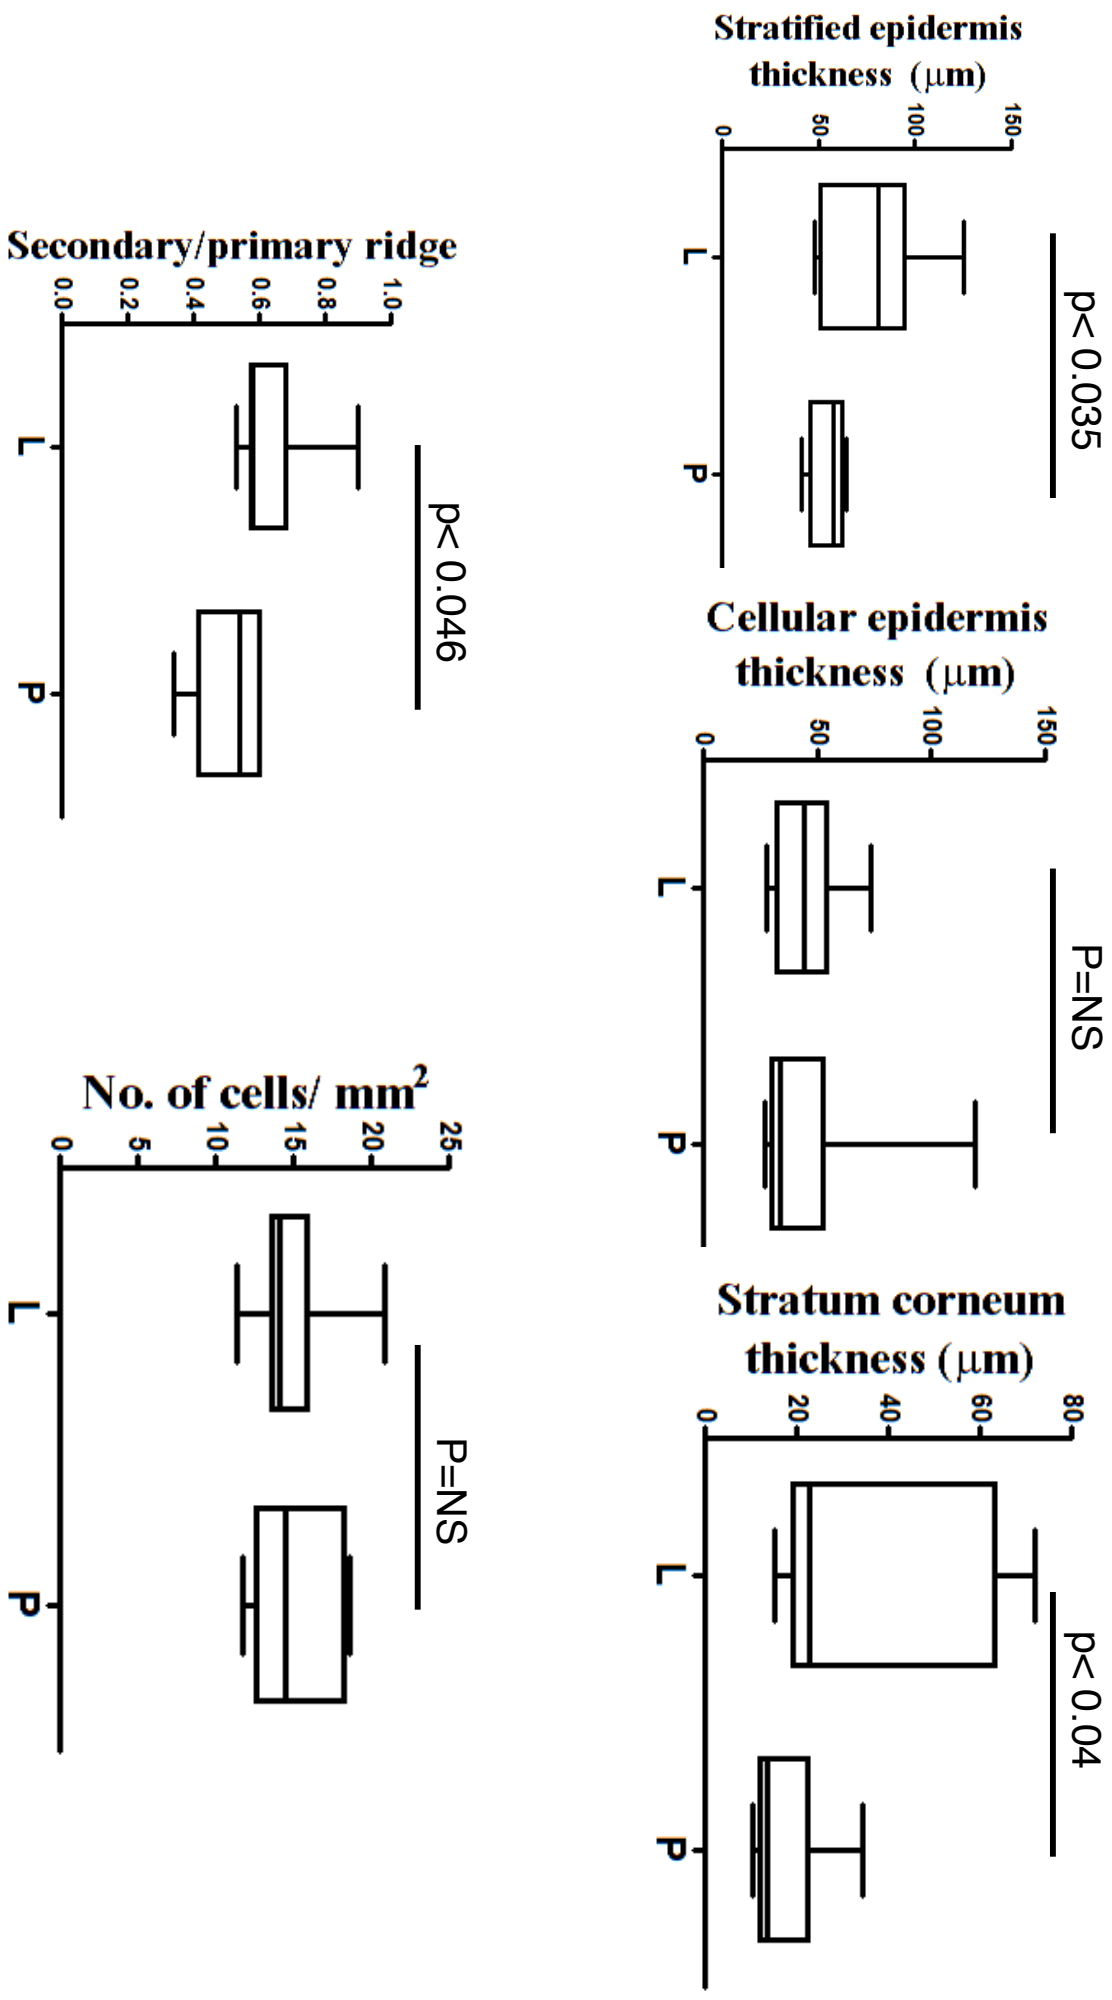 Stratified epidermis
thickness (μm)
0
50
100
150
L
P
p< 0.035
Cellular epidermis
thickness (μm)
0
50
100
150
L
P
P=NS
Stratum corneum
thickness (μm)
0
20
40
60
80
L
P
p< 0.04
Secondary/primary ridge
0.0
0.2
0.4
0.6
0.8
1.0
L
P
p< 0.046
No. of cells/ mm²
0
5
10
15
20
25
L
P
P=NS